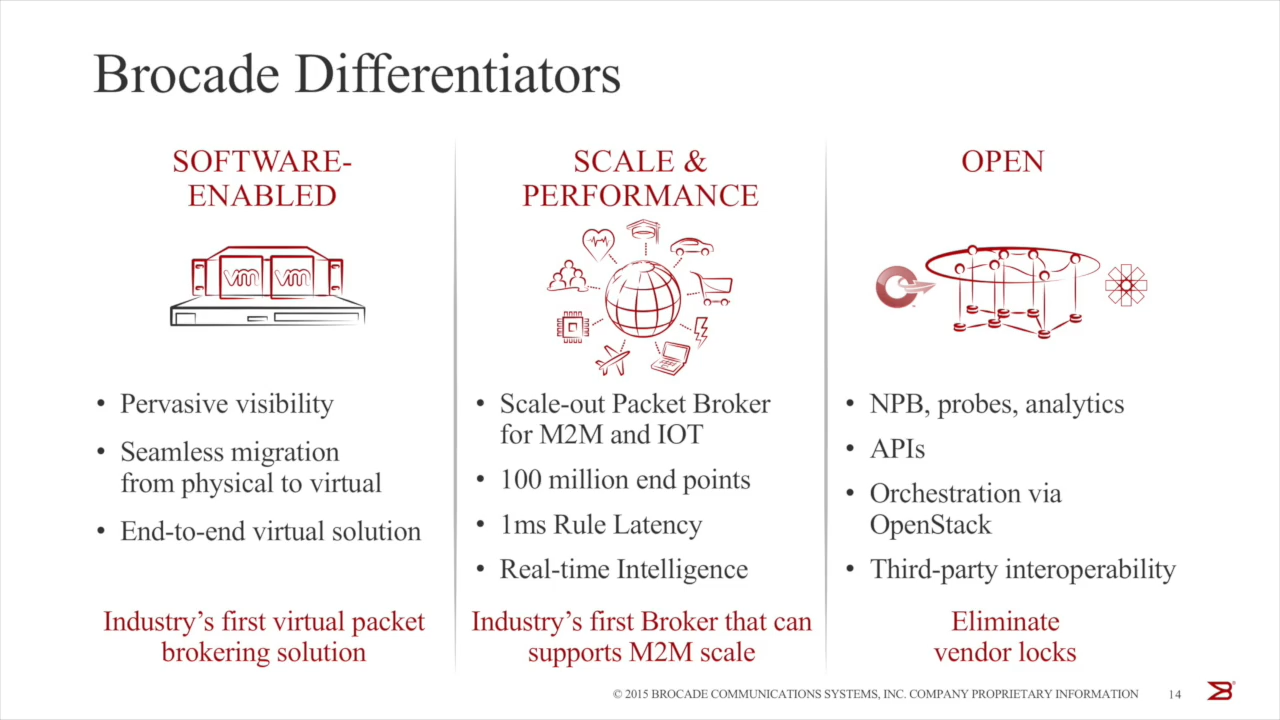 Brocade Differentiators
SOFTWARE-
ENABLED
vm vm
• Pervasive visibility
• Seamless migration
from physical to virtual
• End-to-end virtual solution
Industry’s first virtual packet
brokering solution
SCALE &
PERFORMANCE
• Scale-out Packet Broker
for M2M and IOT
• 100 million end points
• 1ms Rule Latency
• Real-time Intelligence
Industry’s first Broker that can
supports M2M scale
OPEN
• NPB, probes, analytics
• APIs
• Orchestration via
OpenStack
• Third-party interoperability
Eliminate
vendor locks
© 2015 BROCADE COMMUNICATIONS SYSTEMS, INC. COMPANY PROPRIETARY INFORMATION 14